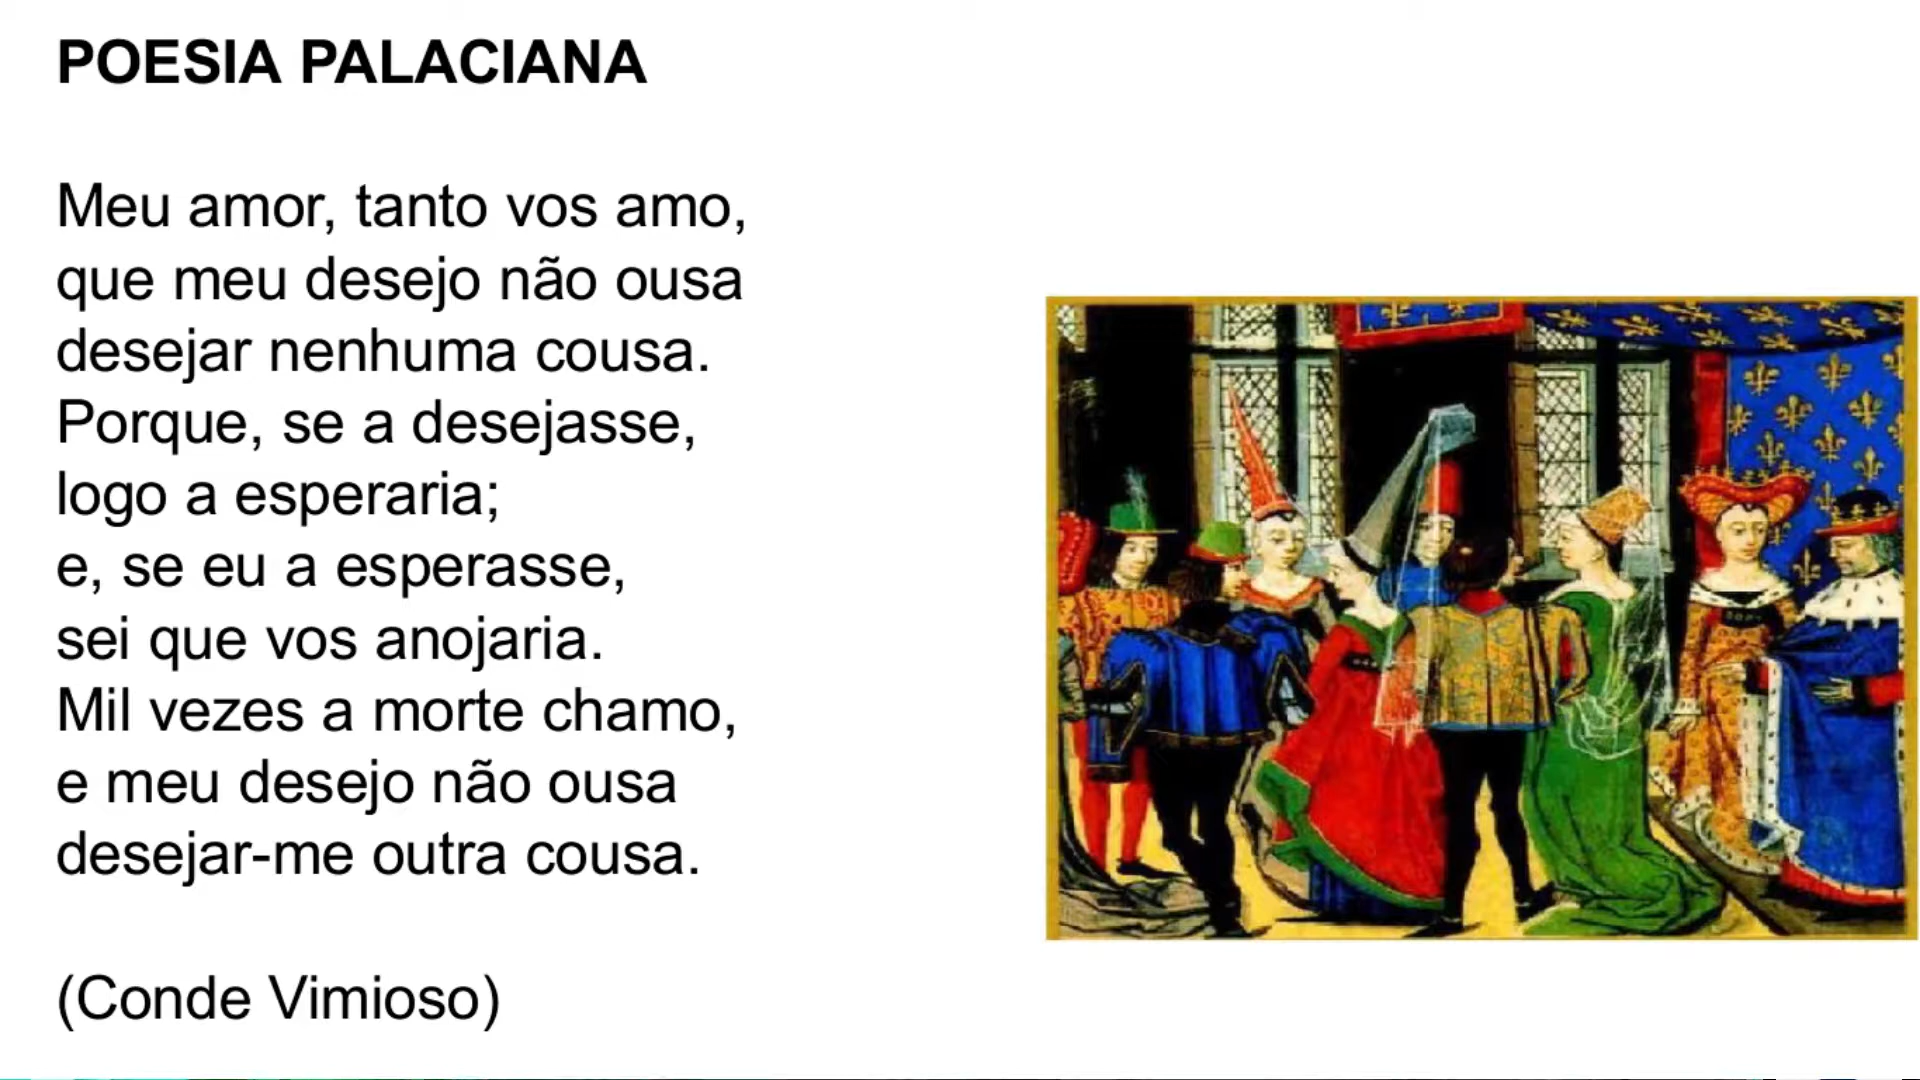 POESIA PALACIANA
Meu amor, tanto vos amo,
que meu desejo não ousa
desejar nenhuma cousa.
Porque, se a desejasse,
logo a esperaria;
e, se eu a esperasse,
sei que vos anojaria.
Mil vezes a morte chamo,
e meu desejo não ousa
desejar-me outra cousa.
(Conde Vimioso)